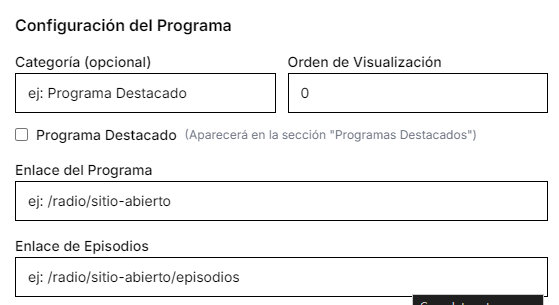 Configuración del Programa
Categoría (opcional)
Orden de Visualización
ej: Programa Destacado
0
Programa Destacado (Aparecerá en la sección "Programas Destacados")
Enlace del Programa
ej: /radio/sitio-abierto
Enlace de Episodios
ej: /radio/sitio-abierto/episodios